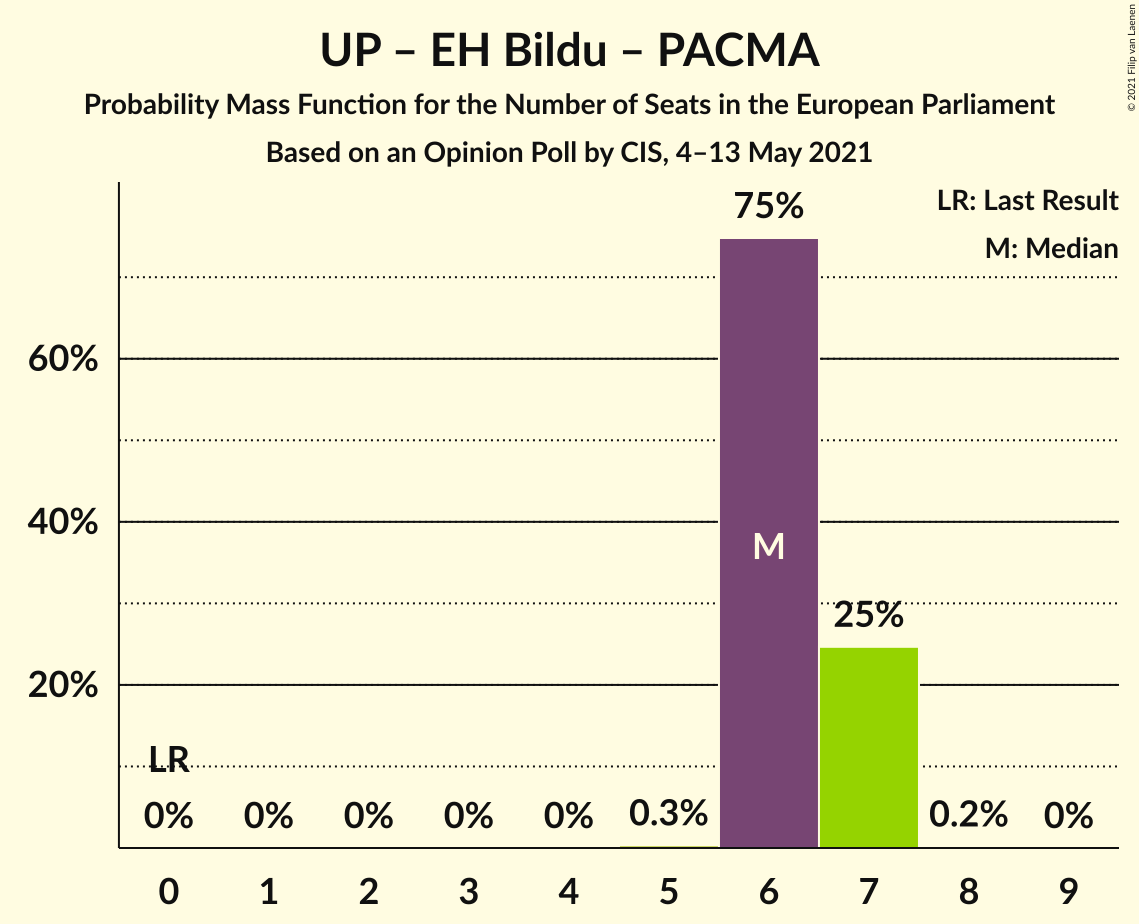 UP – EH Bildu – PACMA
Probability Mass Function for the Number of Seats in the European Parliament
Based on an Opinion Poll by CIS, 4–13 May 2021
© 2021 Filip van Laenen
LR: Last Result
M: Median
75%
60%
40%
20%
M
25%
LR
0% 0% 0% 0% 0% 0.3% 0.2% 0%
0 1 2 3 4 5 6 7 8 9